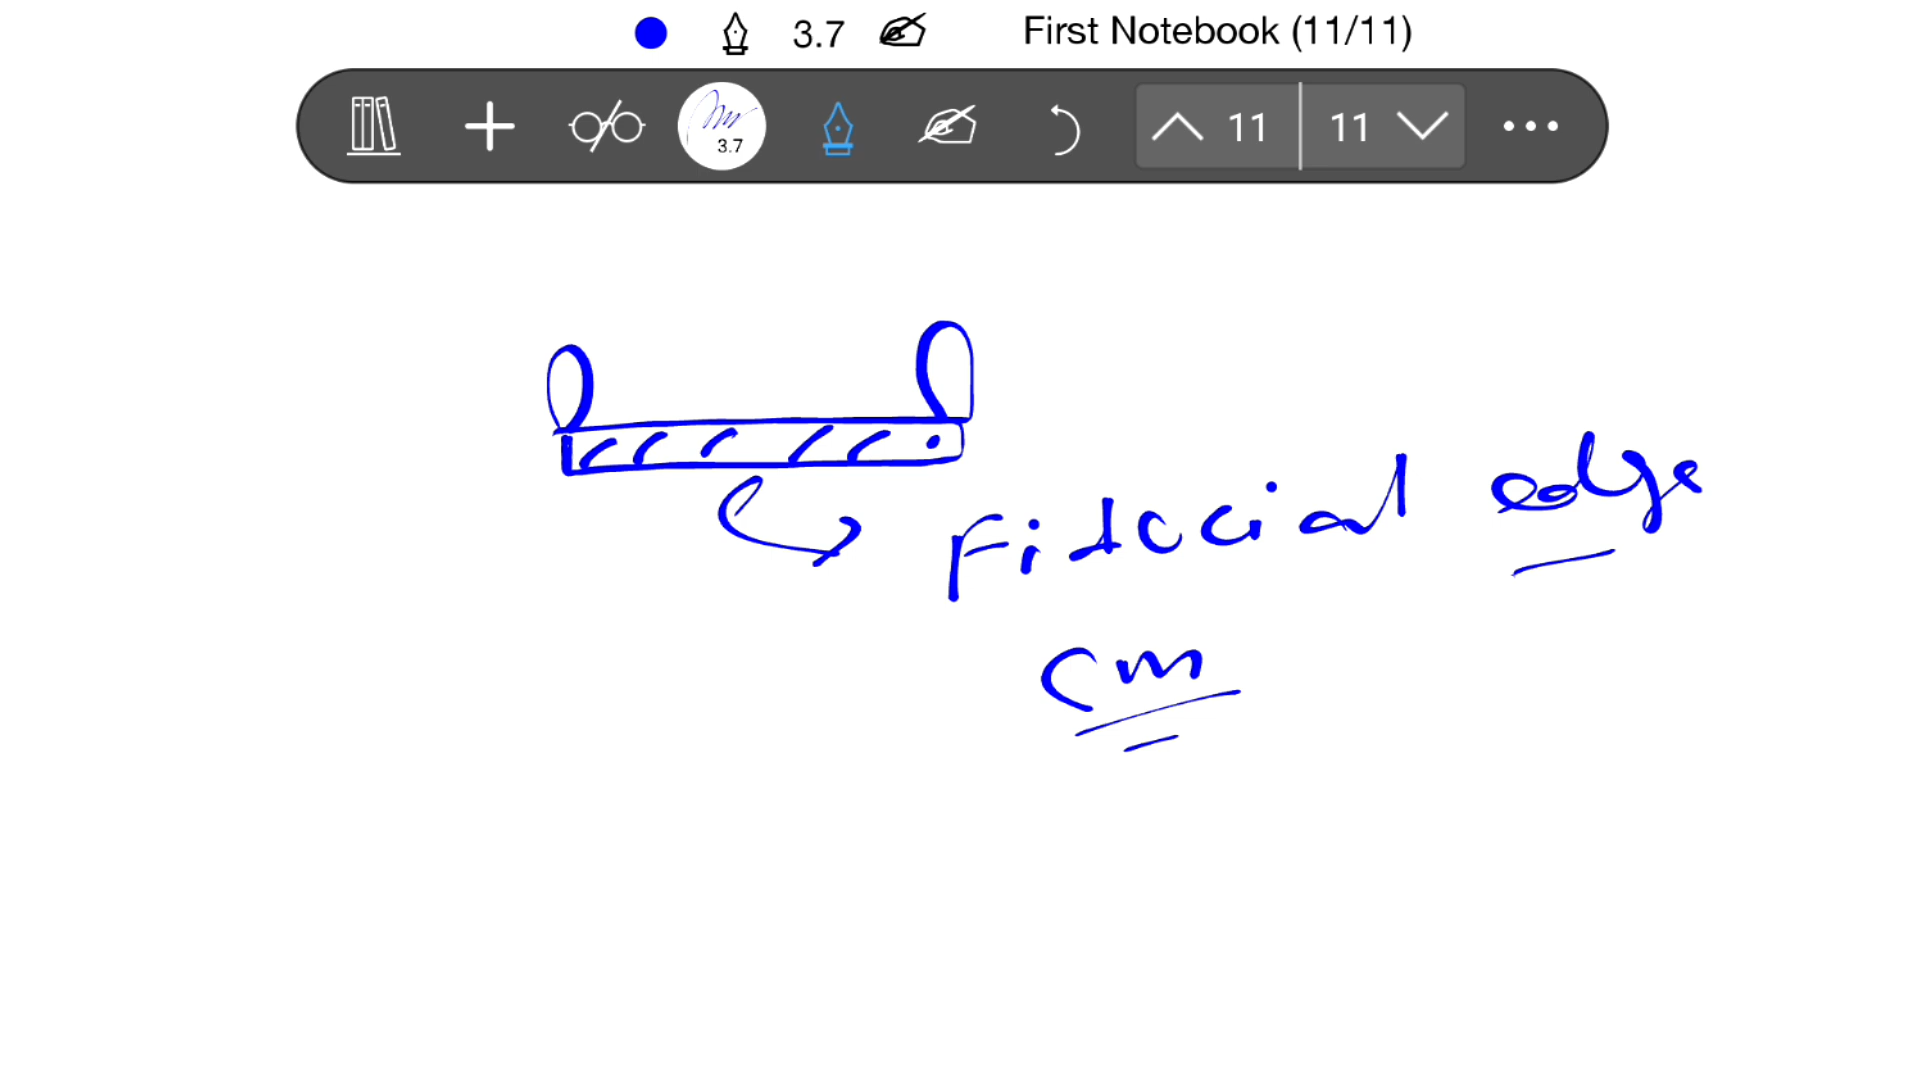 3.7 First Notebook (11/11)
3.7 11 11
Fiducial edge
cm